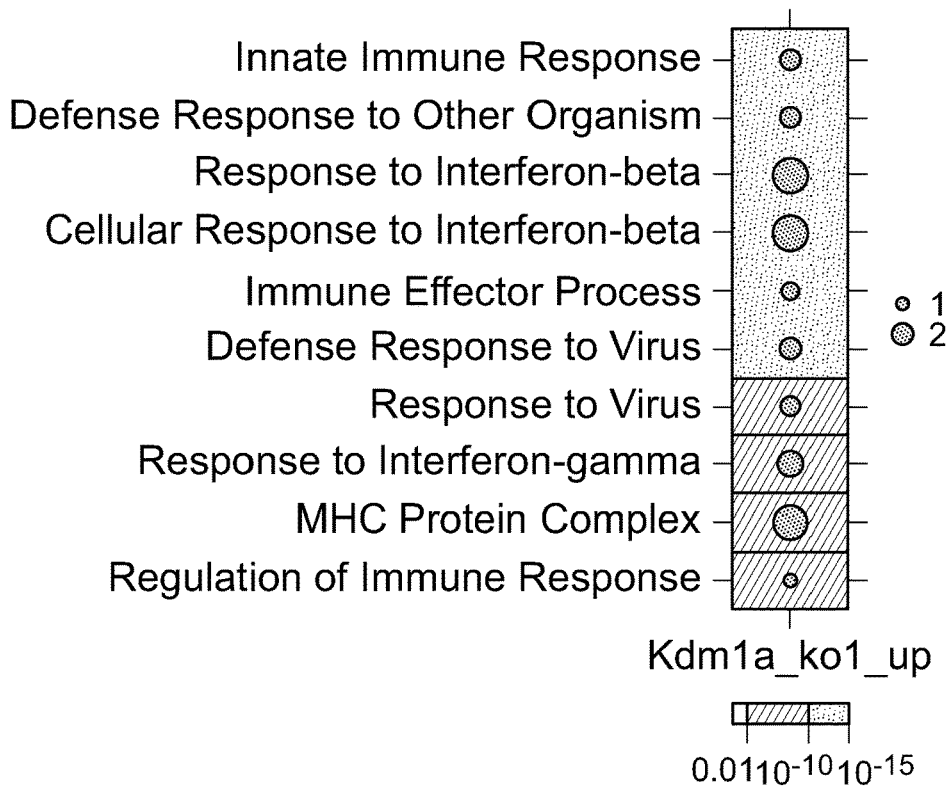 Innate Immune Response
Defense Response to Other Organism
Response to Interferon-beta
Cellular Response to Interferon-beta
Immune Effector Process
1
2
Defense Response to Virus
Response to Virus
Response to Interferon-gamma
MHC Protein Complex
Regulation of Immune Response
Kdm1a_ko1_up
0.01 10⁻¹⁰ 10⁻¹⁵